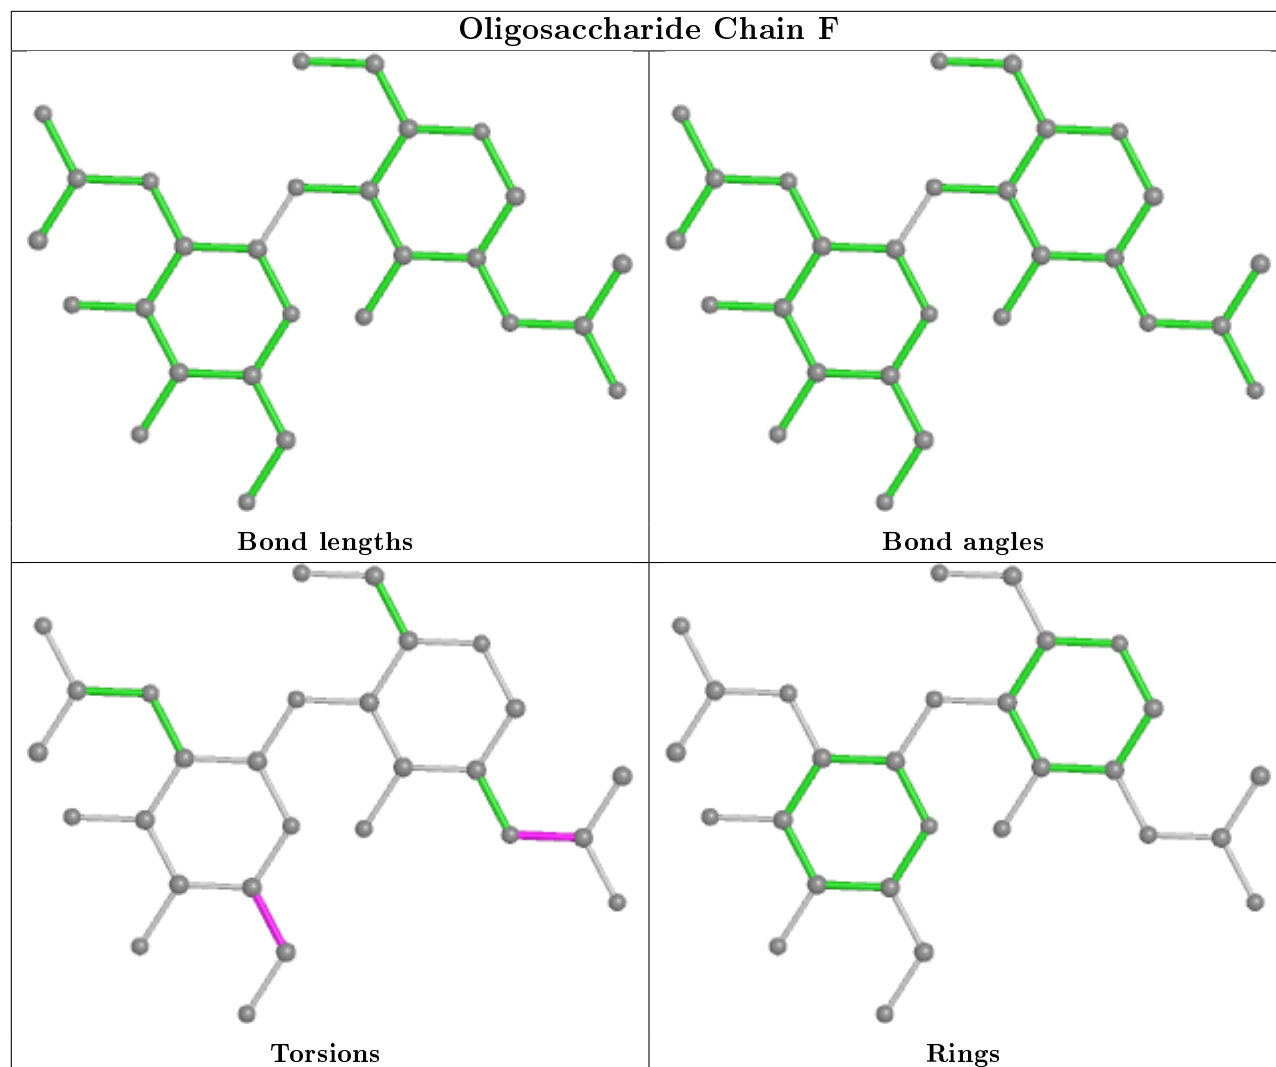 Oligosaccharide Chain F
Bond lengths
Bond angles
Torsions
Rings